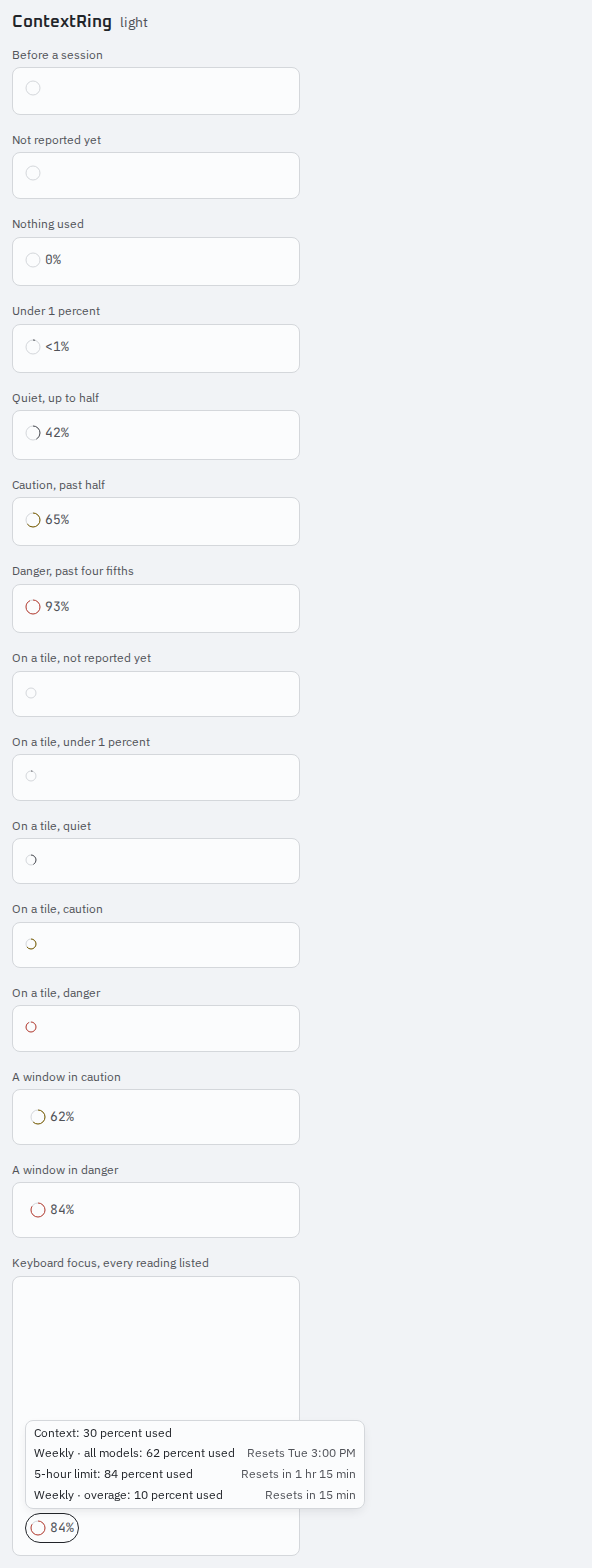 ContextRing light
Before a session
Not reported yet
Nothing used
0%
Under 1 percent
<1%
Quiet, up to half
42%
Caution, past half
65%
Danger, past four fifths
93%
On a tile, not reported yet
On a tile, under 1 percent
On a tile, quiet
On a tile, caution
On a tile, danger
A window in caution
62%
A window in danger
84%
Keyboard focus, every reading listed
Context: 30 percent used
Weekly · all models: 62 percent used Resets Tue 3:00 PM
5-hour limit: 84 percent used Resets in 1 hr 15 min
Weekly · overage: 10 percent used Resets in 15 min
84%